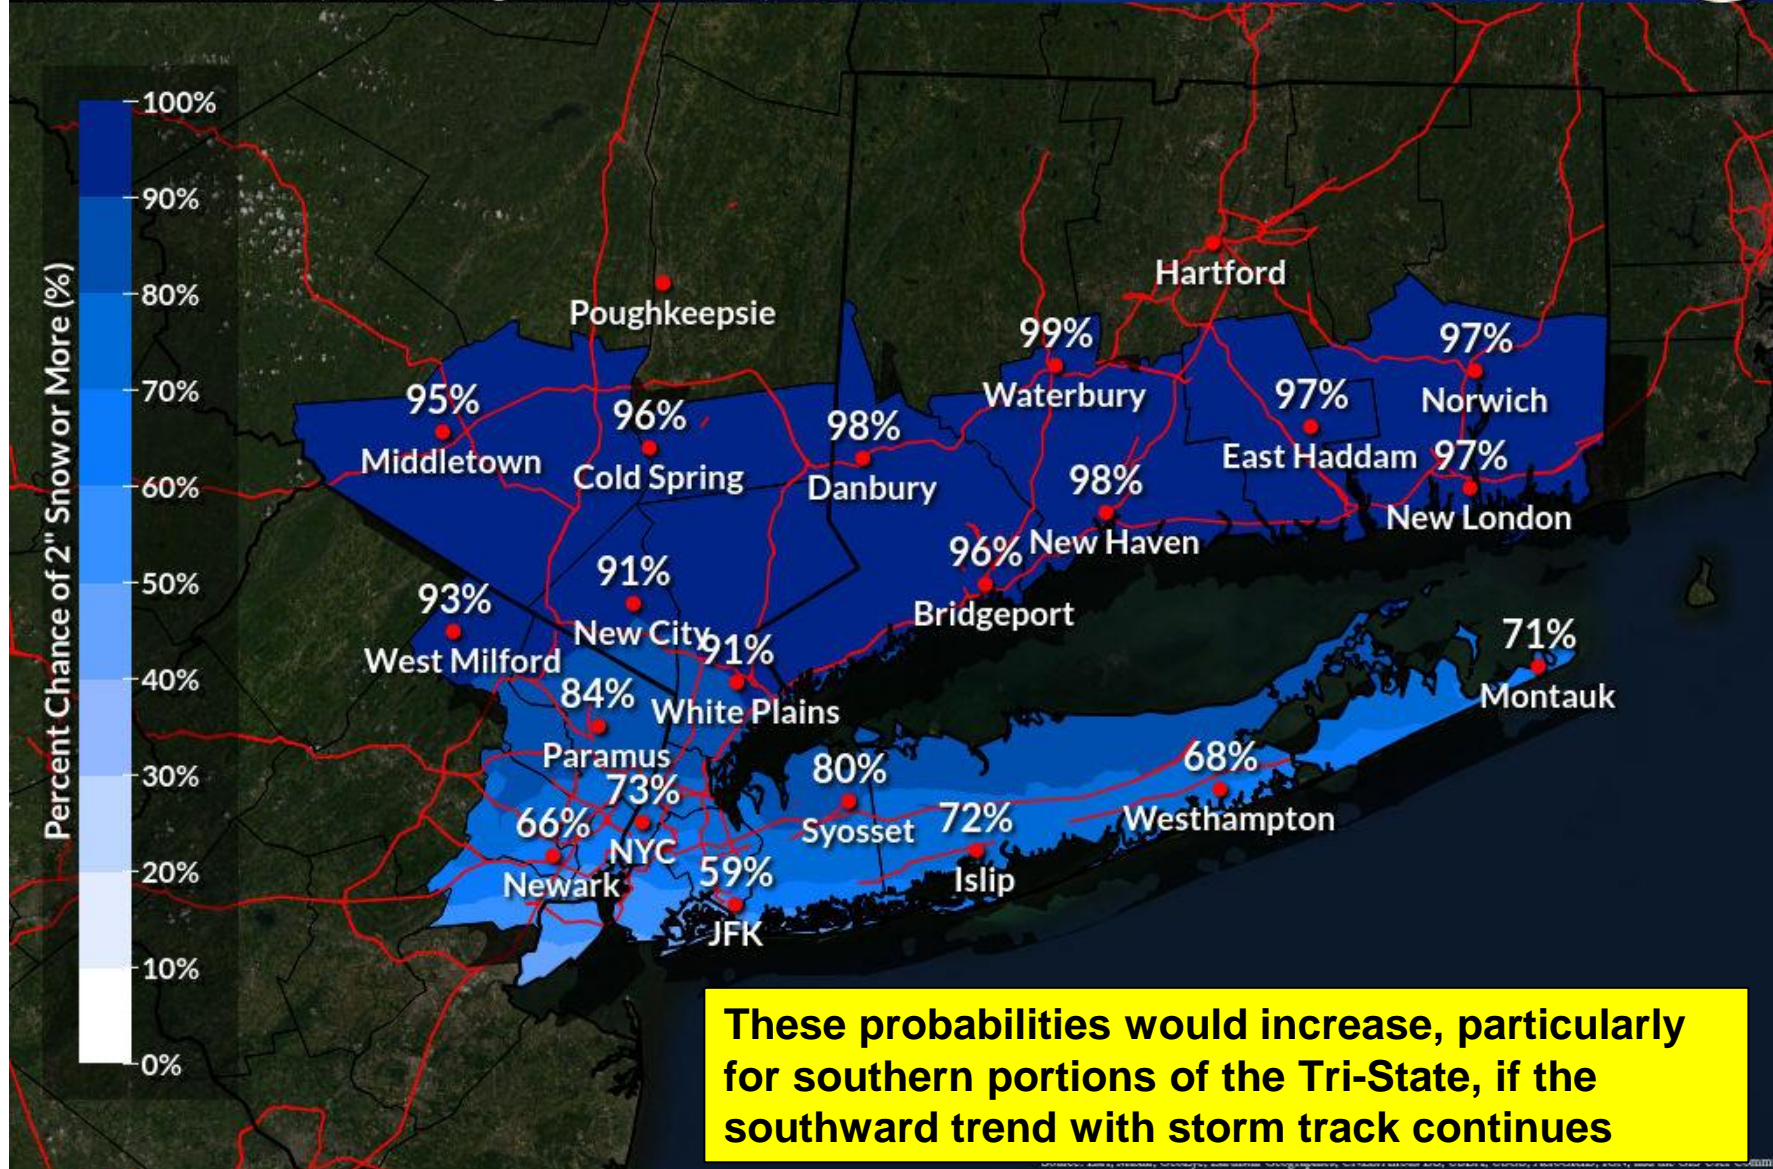 Percent Chance of 2" Snow or More (%)
100%
90%
80%
70%
60%
50%
40%
30%
20%
10%
0%
Poughkeepsie
Hartford
99%
Waterbury
97%
Norwich
95%
Middletown
96%
Cold Spring
98%
Danbury
97%
East Haddam
97%
New London
98%
New Haven
96%
Bridgeport
91%
New City
93%
West Milford
91%
White Plains
84%
Paramus
71%
Montauk
73%
NYC
80%
Syosset
68%
Westhampton
66%
Newark
72%
Islip
59%
JFK
These probabilities would increase, particularly
for southern portions of the Tri-State, if the
southward trend with storm track continues